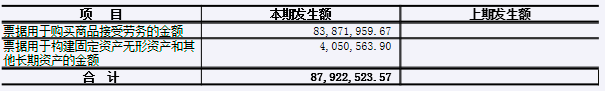 项 目 本期发生额 上期发生额
票据用于购买商品接受劳务的金额 83,871,959.67
票据用于构建固定资产无形资产和其 4,050,563.90
他长期资产的金额
合 计 87,922,523.57